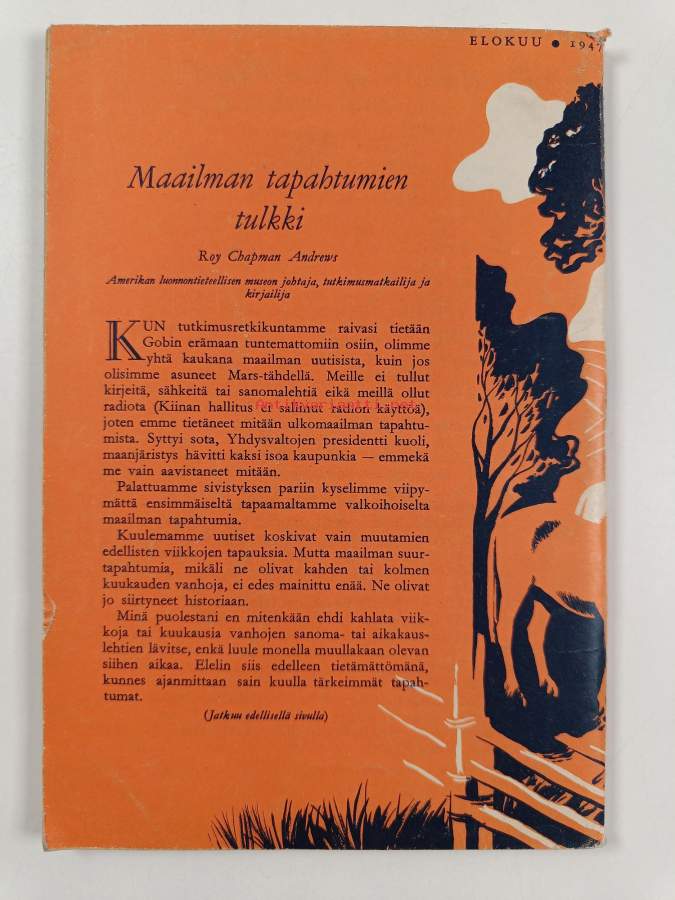 ELOKUU ● 1947
Maailman tapahtumien
tulkki
Roy Chapman Andrews
Amerikan luonnontieteellisen museon johtaja, tutkimusmatkailija ja
kirjailija
KUN tutkimusretkikuntamme raivasi tietään
Gobin erämaan tuntemattomiin osiin, olimme
yhtä kaukana maailman uutisista, kuin jos
olisimme asuneet Mars-tähdellä. Meille ei tullut
kirjeitä, sähkeitä tai sanomalehtiä eikä meillä ollut
radiota (Kiinan hallitus ei sallinut radion käyttöä),
joten emme tietäneet mitään ulkomaailman tapahtu-
mista. Syttyi sota, Yhdysvaltojen presidentti kuoli,
maanjäristys hävitti kaksi isoa kaupunkia — emmekä
me vain aavistaneet mitään.
Palattuamme sivistyksen pariin kyselimme viipy-
mättä ensimmäiseltä tapaamaltamme valkoihoiselta
maailman tapahtumia.
Kuulemamme uutiset koskivat vain muutamien
edellisten viikkojen tapauksia. Mutta maailman suur-
tapahtumia, mikäli ne olivat kahden tai kolmen
kuukauden vanhoja, ei edes mainittu enää. Ne olivat
jo siirtyneet historiaan.
Minä puolestani en mitenkään ehdi kahlata viik-
koja tai kuukausia vanhojen sanoma- tai aikakaus-
lehtien lävitse, enkä luule monella muullakaan olevan
siihen aikaa. Elelin siis edelleen tietämättömänä,
kunnes ajanmittaan sain kuulla tärkeimmät tapah-
tumat.
(Jatkuu edellisellä sivulla)